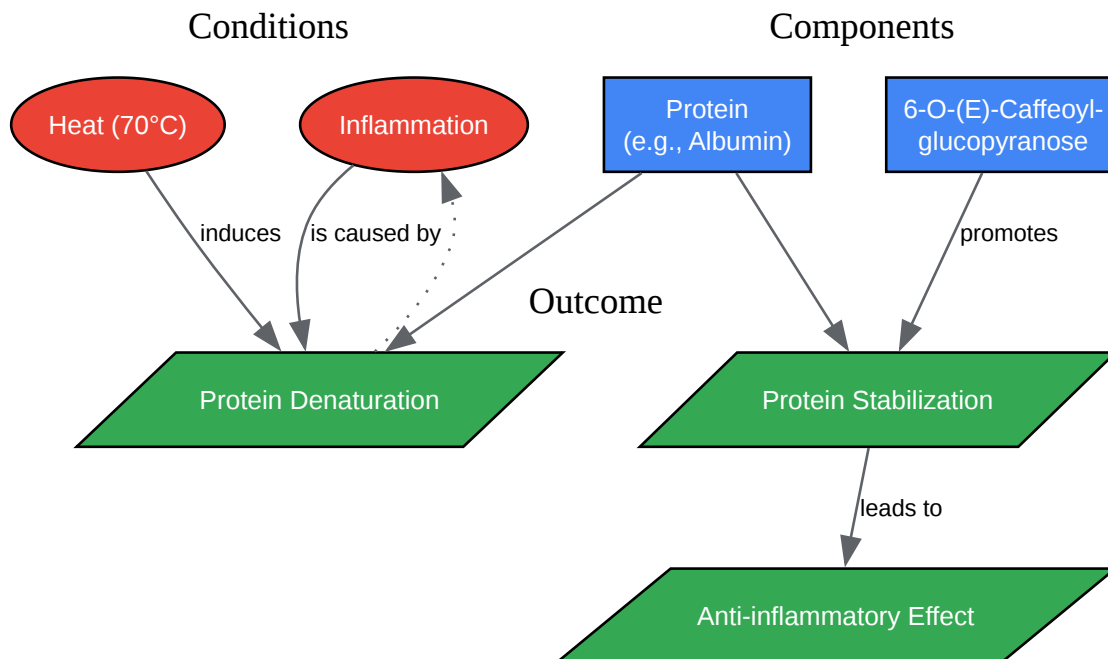 Conditions
Components
Heat (70°C)
Inflammation
Protein
(e.g., Albumin)
6-O-(E)-Caffeoyl-
glucopyranose
induces
is caused by
promotes
Outcome
Protein Denaturation
Protein Stabilization
leads to
Anti-inflammatory Effect